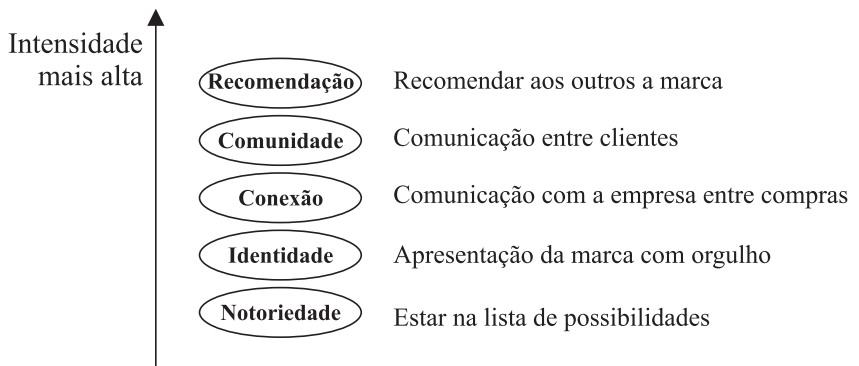 Intensidade
mais alta
Recomendação Recomendar aos outros a marca
Comunidade Comunicação entre clientes
Conexão Comunicação com a empresa entre compras
Identidade Apresentação da marca com orgulho
Notoriedade Estar na lista de possibilidades